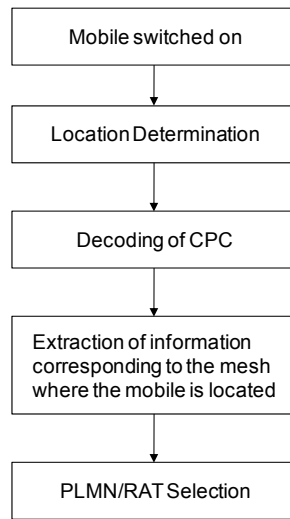 Mobile switched on
Location Determination
Decoding of CPC
Extraction of information
corresponding to the mesh
where the mobile is located
PLMN/RAT Selection